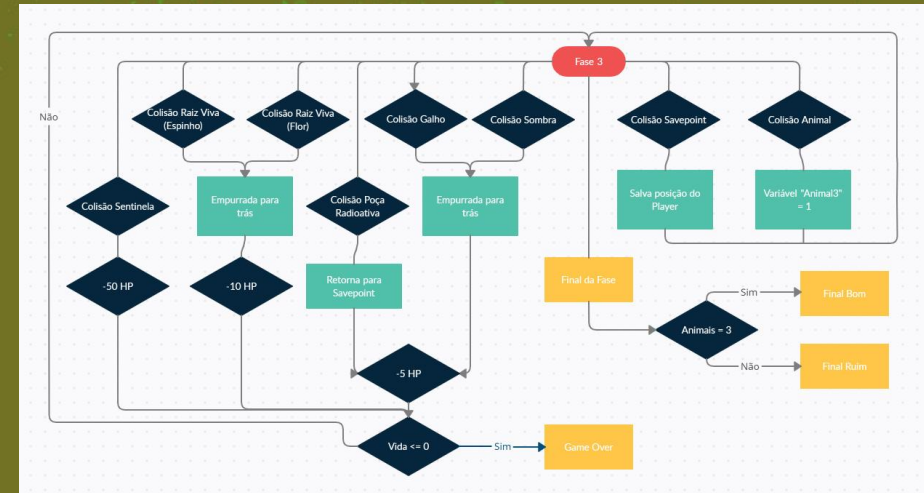 Fase 3
Não
Colisão Raiz Viva
(Espinho)
Colisão Raiz Viva
(Flor)
Colisão Galho
Colisão Sombra
Colisão Savepoint
Colisão Animal
Colisão Sentinela
Empurrada para
trás
Colisão Poça
Radioativa
Empurrada para
trás
Salva posição do
Player
Variável "Animal3"
= 1
-50 HP
-10 HP
Retorna para
Savepoint
Final da Fase
Sim
Final Bom
Animais = 3
Não
Final Ruim
-5 HP
Vida <= 0
Sim
Game Over